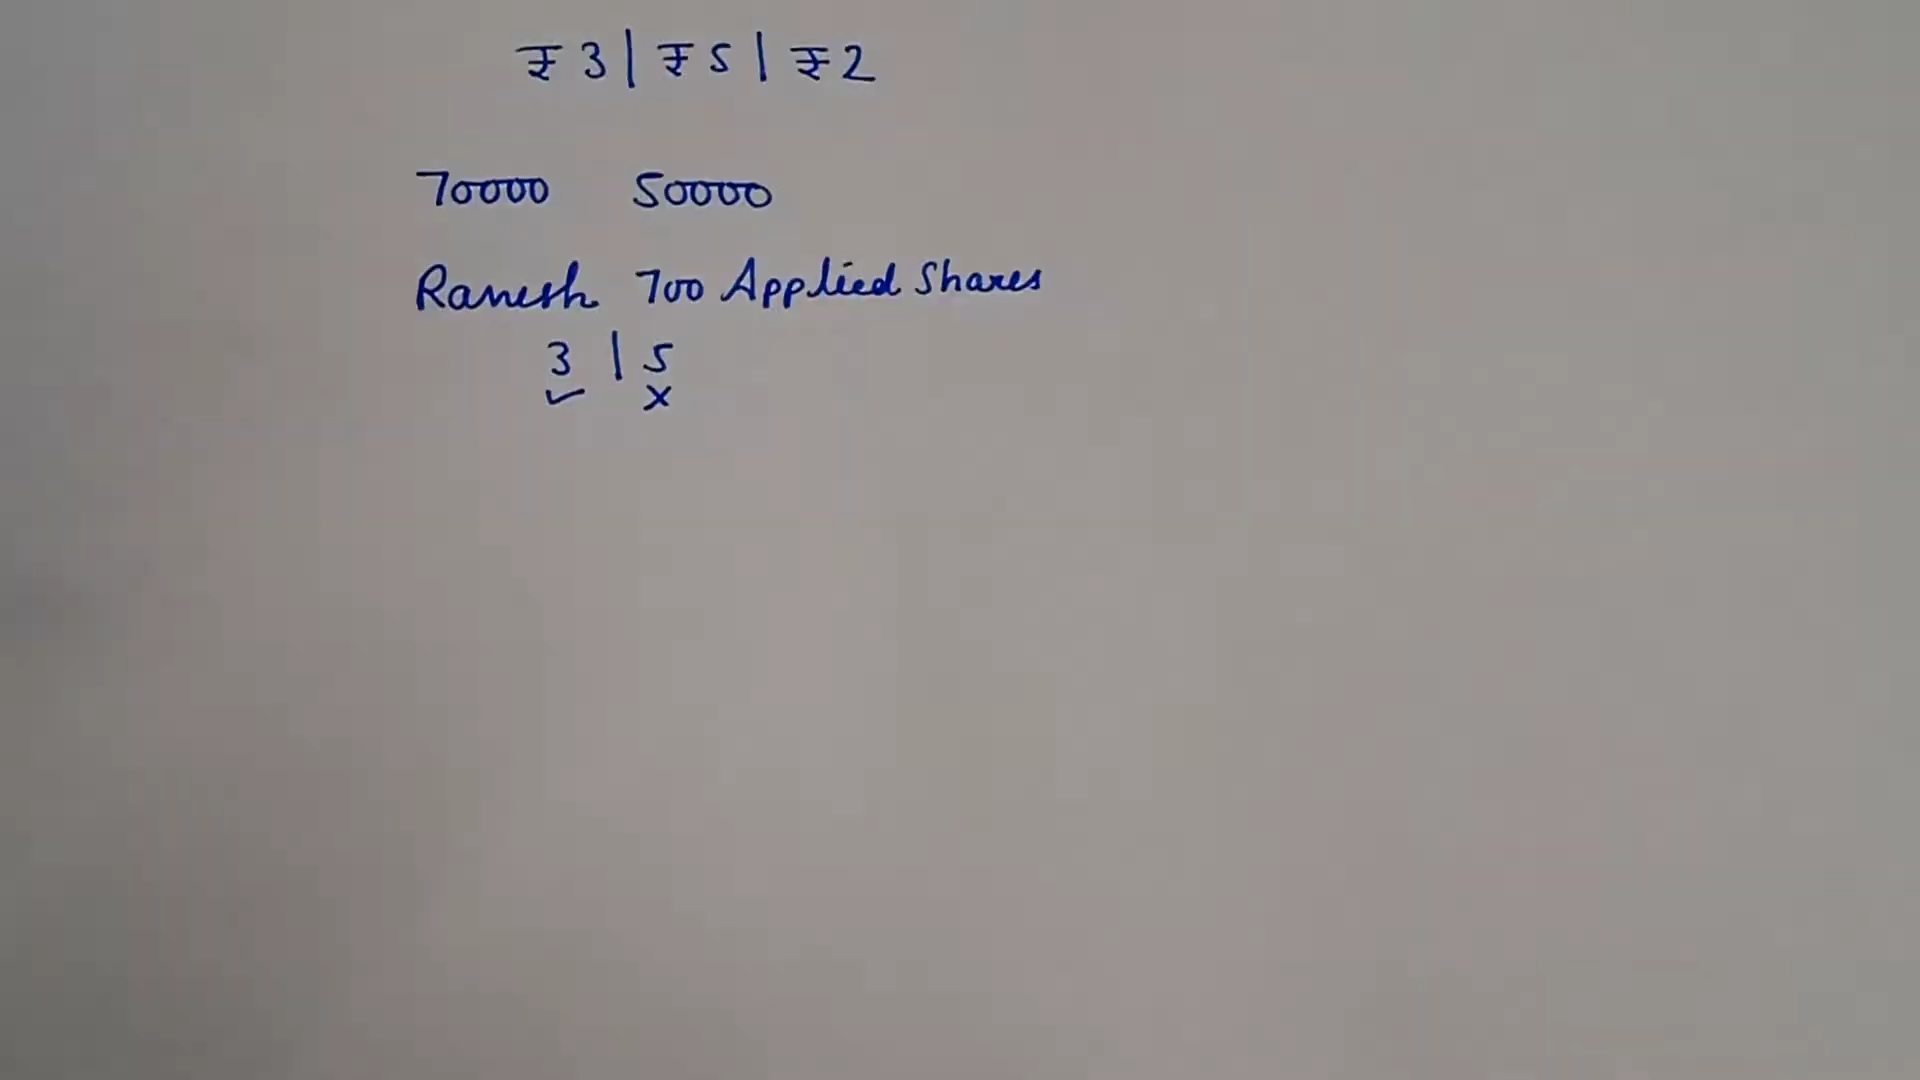 ₹ 3 | ₹ 5 | ₹ 2
70000 50000
Ramesh 700 Applied Shares
3 | 5
✓ x